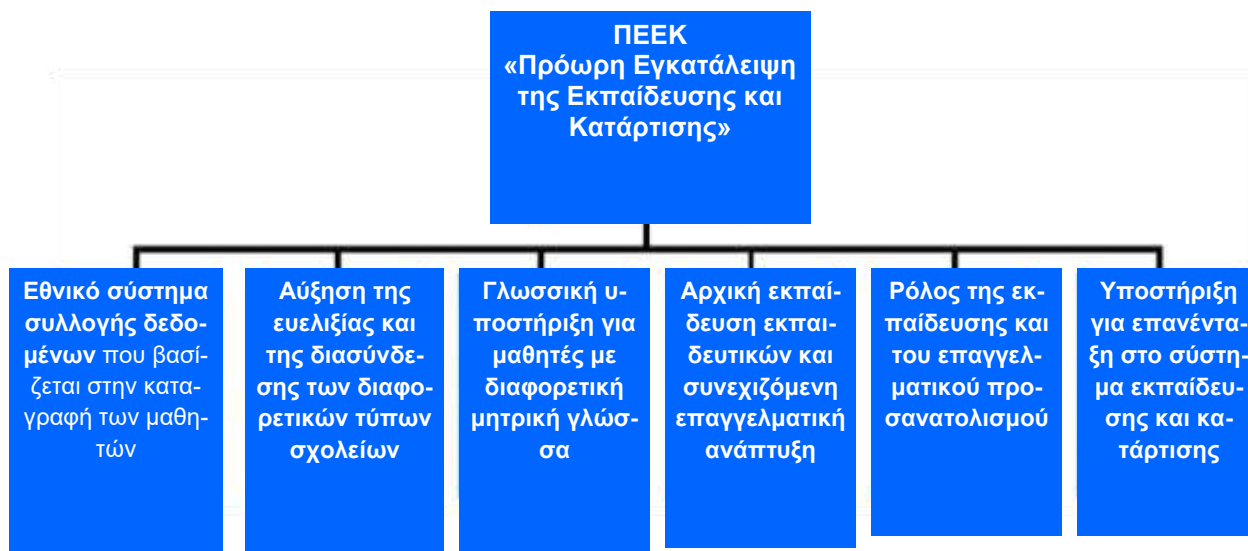 ΠΕΕΚ
«Πρόωρη Εγκατάλειψη
της Εκπαίδευσης και
Κατάρτισης»
Εθνικό σύστημα
συλλογής δεδο-
μένων που βασί-
ζεται στην κατα-
γραφή των μαθη-
τών
Αύξηση της
ευελιξίας και
της διασύνδε-
σης των διαφο-
ρετικών τύπων
σχολείων
Γλωσσική υ-
ποστήριξη για
μαθητές με
διαφορετική
μητρική γλώσ-
σα
Αρχική εκπαί-
δευση εκπαι-
δευτικών και
συνεχιζόμενη
επαγγελματική
ανάπτυξη
Ρόλος της εκ-
παίδευσης και
του επαγγελ-
ματικού προ-
σανατολισμού
Υποστήριξη
για επανέντα-
ξη στο σύστη-
μα εκπαίδευ-
σης και κα-
τάρτισης